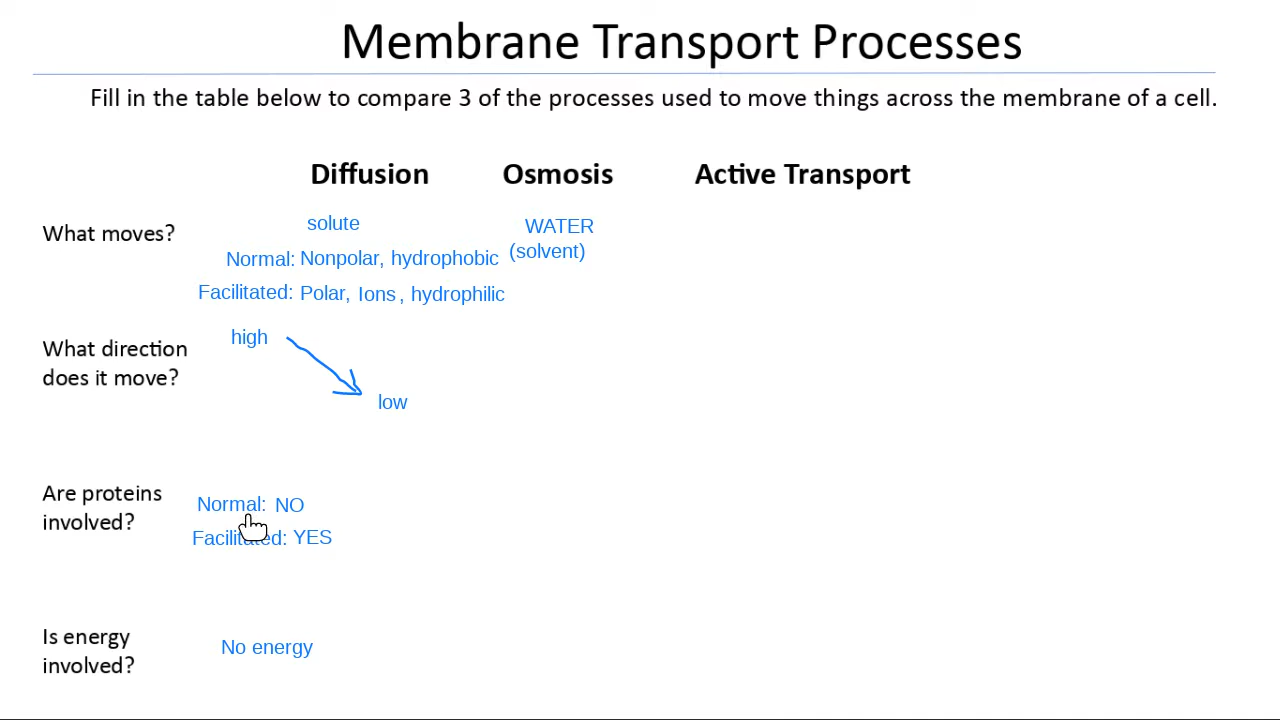 Membrane Transport Processes
Fill in the table below to compare 3 of the processes used to move things across the membrane of a cell.
Diffusion Osmosis Active Transport
What moves?
solute
Normal: Nonpolar, hydrophobic
Facilitated: Polar, Ions, hydrophilic
WATER
(solvent)
What direction
does it move?
high
low
Are proteins
involved?
Normal: NO
Facilitated: YES
Is energy
involved?
No energy